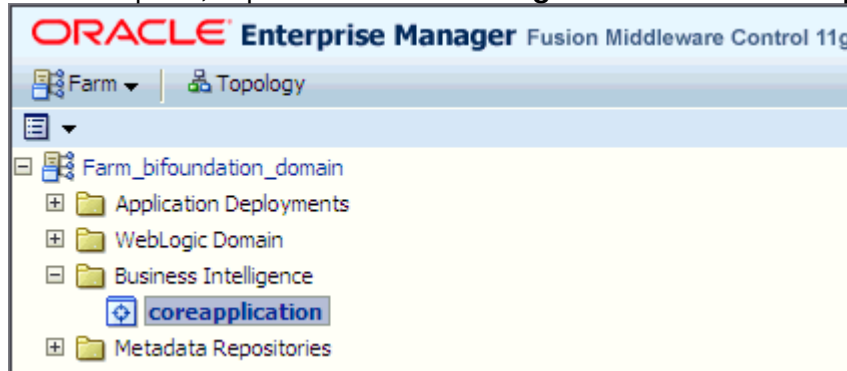 ORACLE Enterprise Manager Fusion Middleware Control 11g
Farm Topology
Farm_bifoundation_domain
Application Deployments
WebLogic Domain
Business Intelligence
coreapplication
Metadata Repositories